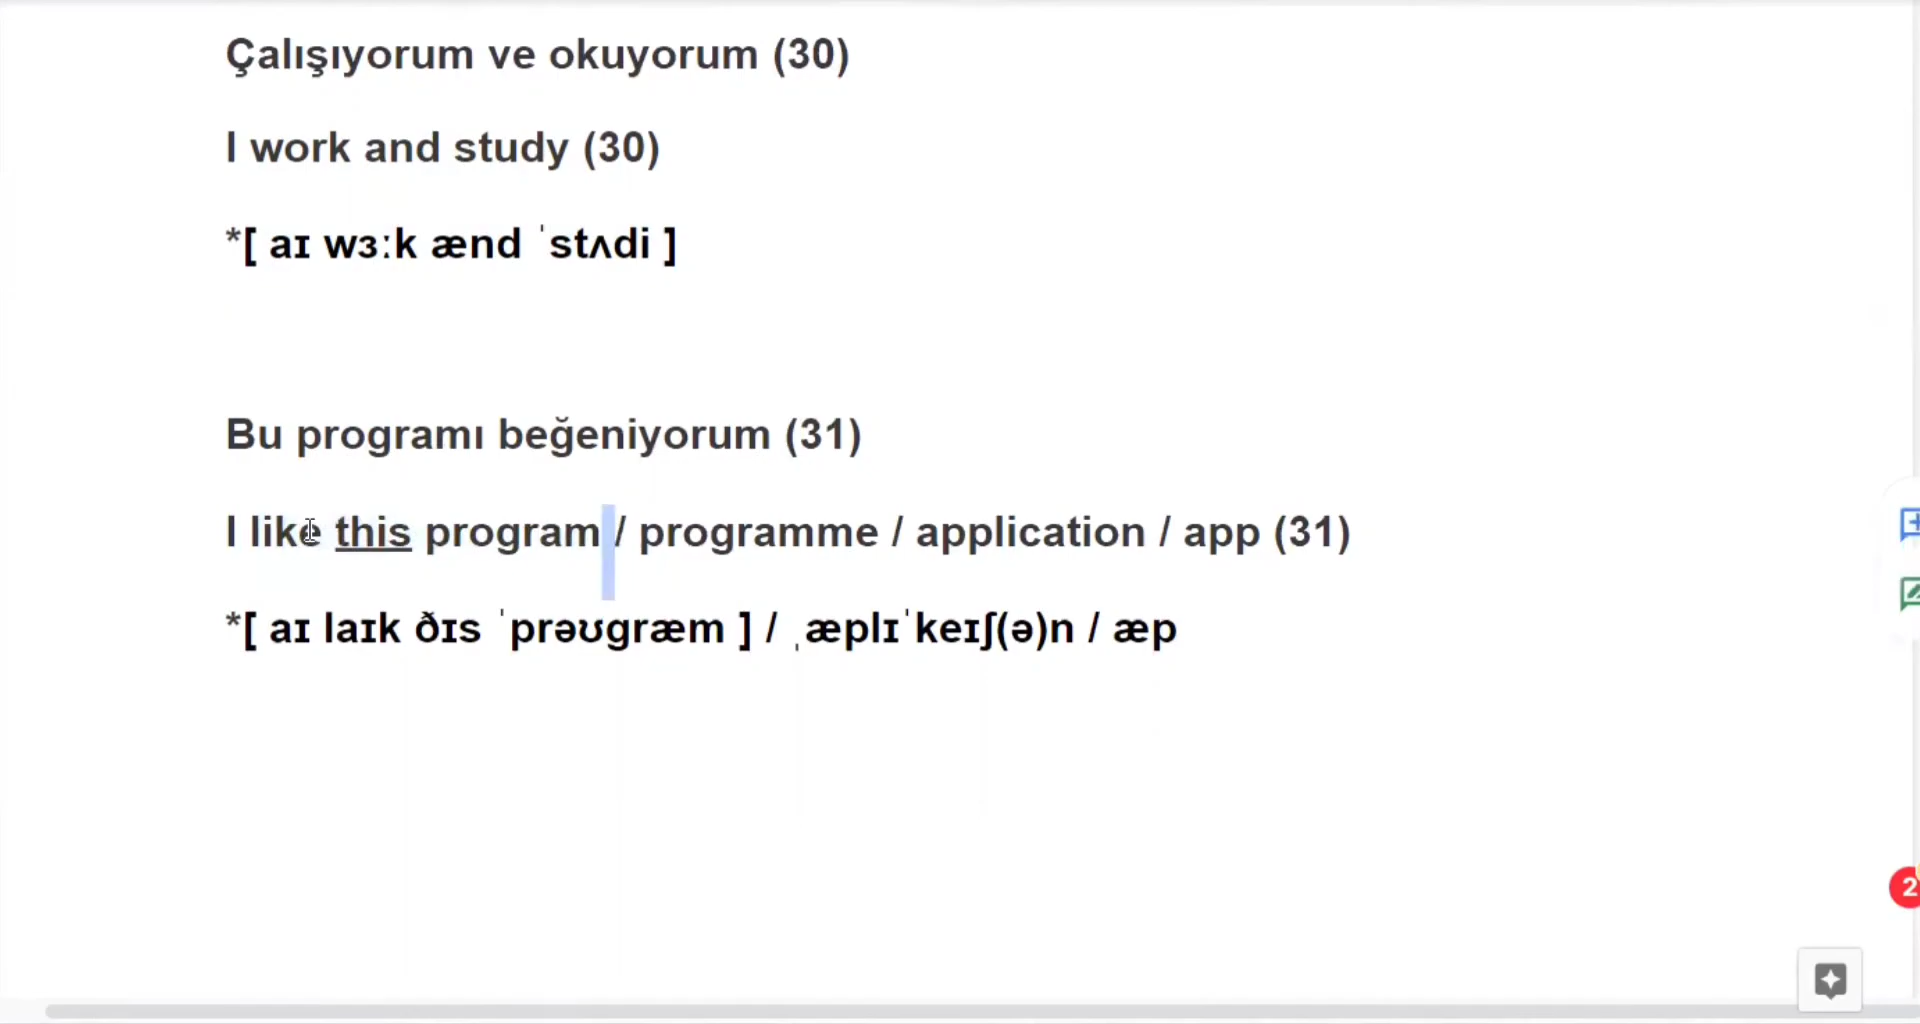 Çalışıyorum ve okuyorum (30)
I work and study (30)
*[ aɪ wɜːk ænd ˈstʌdi ]
Bu programı beğeniyorum (31)
I like this program / programme / application / app (31)
*[ aɪ laɪk ðɪs ˈprəʊgræm ] / ˌæplɪˈkeɪʃ(ə)n / æp
2